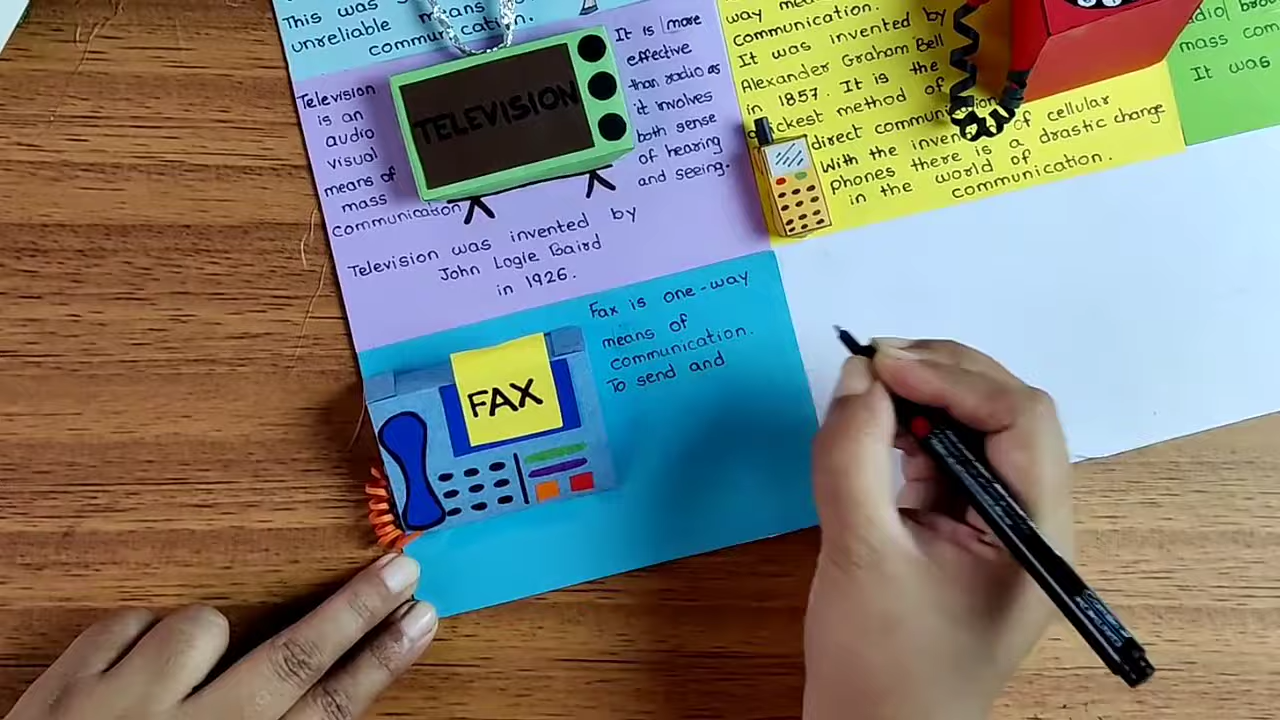 This was
unreliable means
communication.
Television
is an
audio
visual
means of
mass
communication
TELEVISION
It is more
effective
than radio as
it involves
both sense
of hearing
and seeing.
Television was invented by
John Logie Baird
in 1926.
way
communication.
It was invented by
Alexander Graham Bell
in 1857. It is the
quickest method of
direct communication
With the invention of cellular
phones there is a drastic change
in the world of
communication.
mass
It was
FAX
Fax is one-way
means of
communication.
To send and